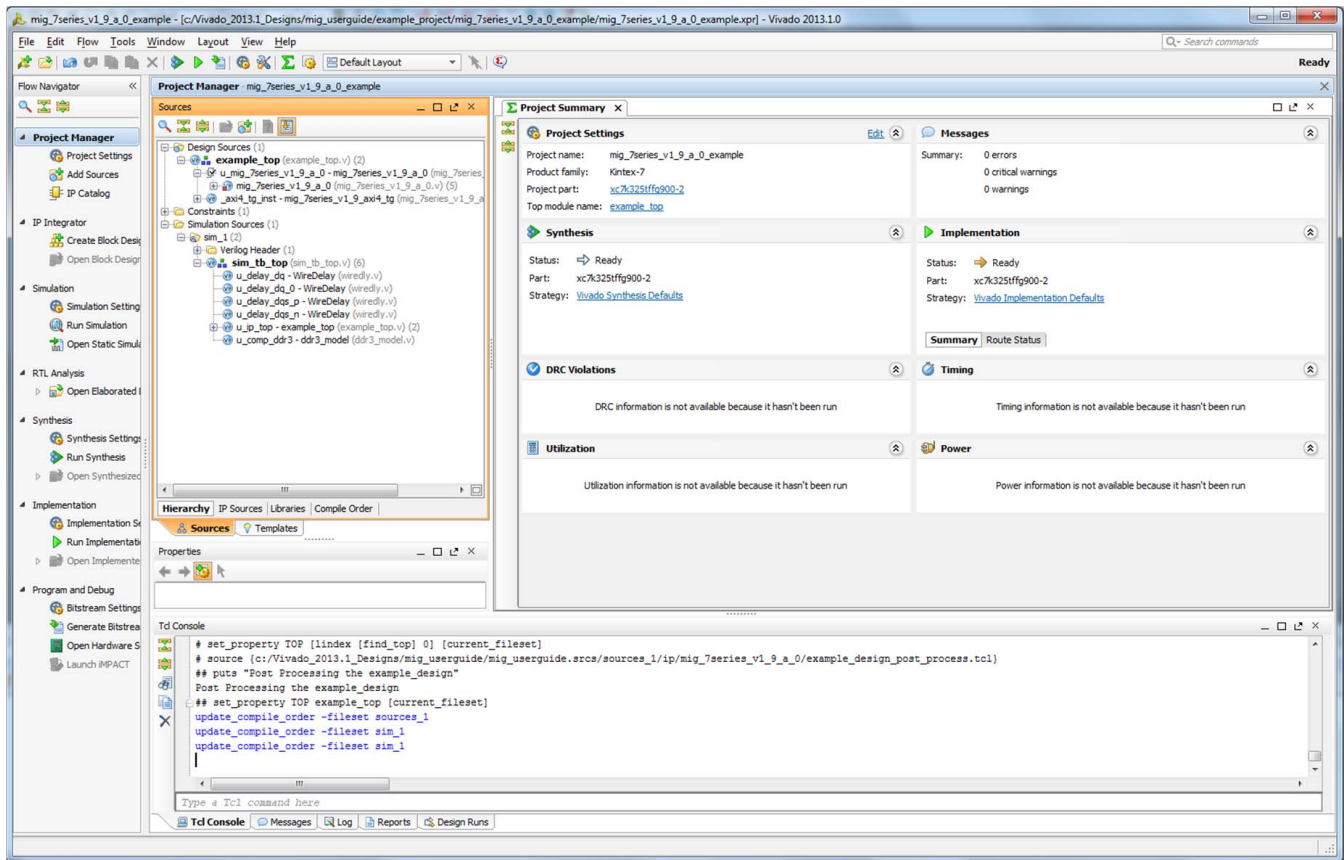 mig_7series_v1_9_a_0_example - [c:/Vivado_2013.1_Designs/mig_userguide/example_project/mig_7series_v1_9_a_0_example/mig_7series_v1_9_a_0_example.xpr] - Vivado 2013.1.0
File Edit Flow Tools Window Layout View Help
Search commands
Default Layout
Ready
Flow Navigator
Project Manager
Project Settings
Add Sources
IP Catalog
IP Integrator
Create Block Desig
Open Block Design
Simulation
Simulation Setting
Run Simulation
Open Static Simula
RTL Analysis
Open Elaborated
Synthesis
Synthesis Settings
Run Synthesis
Open Synthesized
Implementation
Implementation Se
Run Implementati
Open Implemente
Program and Debug
Bitstream Settings
Generate Bitstrea
Open Hardware S
Launch iMPACT
Project Manager - mig_7series_v1_9_a_0_example
Sources
Design Sources (1)
example_top (example_top.v) (2)
u_mig_7series_v1_9_a_0 - mig_7series_v1_9_a_0 (mig_7series_
mig_7series_v1_9_a_0 (mig_7series_v1_9_a_0.v) (5)
_axi4_tg_inst - mig_7series_v1_9_axi4_tg (mig_7series_v1_9_a
Constraints (1)
Simulation Sources (1)
sim_1 (2)
Verilog Header (1)
sim_tb_top (sim_tb_top.v) (6)
u_delay_dq - WireDelay (wiredly.v)
u_delay_dq_0 - WireDelay (wiredly.v)
u_delay_dqs_p - WireDelay (wiredly.v)
u_delay_dqs_n - WireDelay (wiredly.v)
u_ip_top - example_top (example_top.v) (2)
u_comp_ddr3 - ddr3_model (ddr3_model.v)
Hierarchy IP Sources Libraries Compile Order
Sources Templates
Properties
Project Summary
Project Settings Edit
Project name: mig_7series_v1_9_a_0_example
Product family: Kintex-7
Project part: xc7k325tffg900-2
Top module name: example_top
Messages
Summary: 0 errors
0 critical warnings
0 warnings
Synthesis
Status: Ready
Part: xc7k325tffg900-2
Strategy: Vivado Synthesis Defaults
Implementation
Status: Ready
Part: xc7k325tffg900-2
Strategy: Vivado Implementation Defaults
Summary Route Status
DRC Violations
DRC information is not available because it hasn't been run
Timing
Timing information is not available because it hasn't been run
Utilization
Utilization information is not available because it hasn't been run
Power
Power information is not available because it hasn't been run
Tcl Console
# set_property TOP [lindex [find_top] 0] [current_fileset]
# source {c:/Vivado_2013.1_Designs/mig_userguide/mig_userguide.srcs/sources_1/ip/mig_7series_v1_9_a_0/example_design_post_process.tcl}
## puts "Post Processing the example_design"
Post Processing the example_design
## set_property TOP example_top [current_fileset]
update_compile_order -fileset sources_1
update_compile_order -fileset sim_1
update_compile_order -fileset sim_1
Type a Tcl command here
Tcl Console Messages Log Reports Design Runs